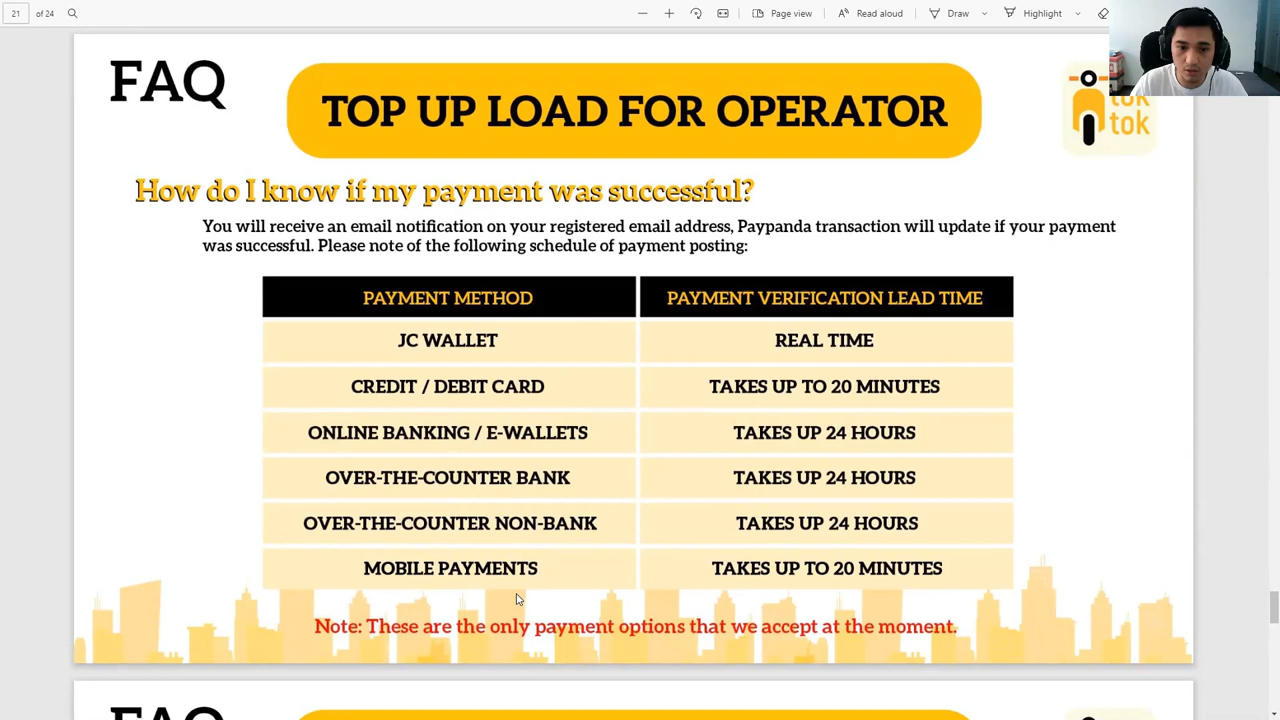 21 of 24
Page view
Read aloud
Draw
Highlight
FAQ
TOP UP LOAD FOR OPERATOR
tok
tok
How do I know if my payment was successful?
You will receive an email notification on your registered email address, Paypanda transaction will update if your payment
was successful. Please note of the following schedule of payment posting:
PAYMENT METHOD PAYMENT VERIFICATION LEAD TIME
JC WALLET REAL TIME
CREDIT / DEBIT CARD TAKES UP TO 20 MINUTES
ONLINE BANKING / E-WALLETS TAKES UP 24 HOURS
OVER-THE-COUNTER BANK TAKES UP 24 HOURS
OVER-THE-COUNTER NON-BANK TAKES UP 24 HOURS
MOBILE PAYMENTS TAKES UP TO 20 MINUTES
Note: These are the only payment options that we accept at the moment.
FAQ